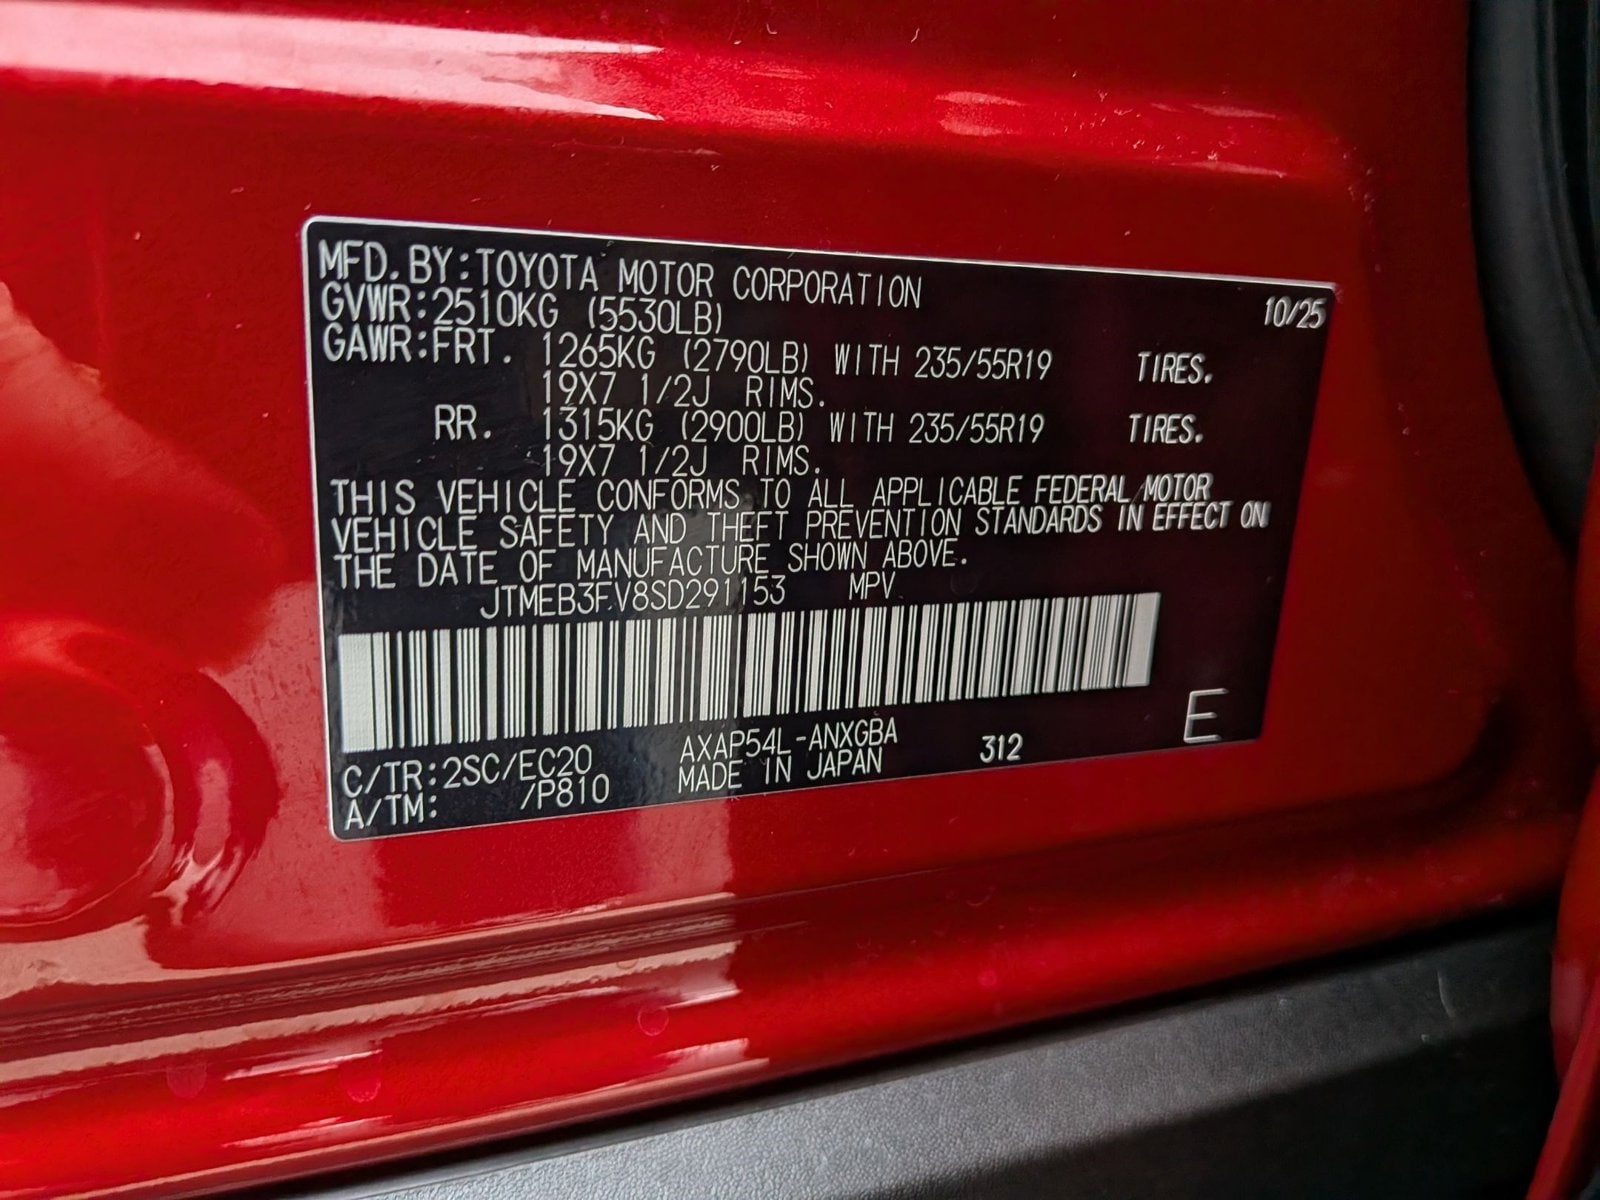 MFD.BY:TOYOTA MOTOR CORPORATION 10/25
GVWR:2510KG (5530LB)
GAWR:FRT. 1265KG (2790LB) WITH 235/55R19 TIRES.
19X7 1/2J RIMS.
RR. 1315KG (2900LB) WITH 235/55R19 TIRES.
19X7 1/2J RIMS.
THIS VEHICLE CONFORMS TO ALL APPLICABLE FEDERAL MOTOR
VEHICLE SAFETY AND THEFT PREVENTION STANDARDS IN EFFECT ON
THE DATE OF MANUFACTURE SHOWN ABOVE.
JTMEB3FV8SD291153 MPV
E
C/TR:2SC/EC20 AXAP54L-ANXGBA 312
A/TM: /P810 MADE IN JAPAN